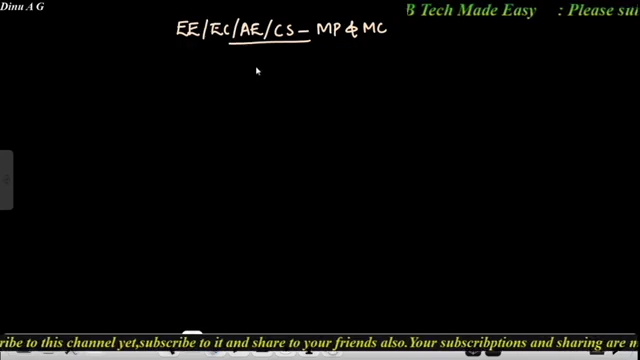 Dinu A G
B Tech Made Easy : Please su
EE/EC/AE/CS - MP & MC
ribe to this channel yet,subscribe to it and share to your friends also.Your subscribptions and sharing are m